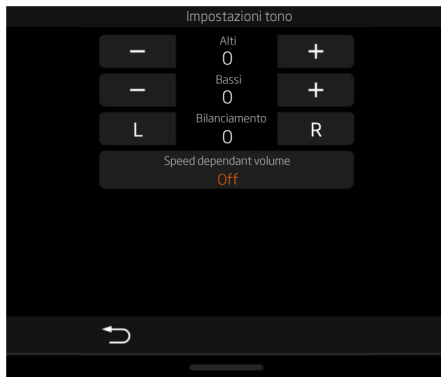 Impostazioni tono
Alti
− 0 +
Bassi
− 0 +
Bilanciamento
L 0 R
Speed dependant volume
Off